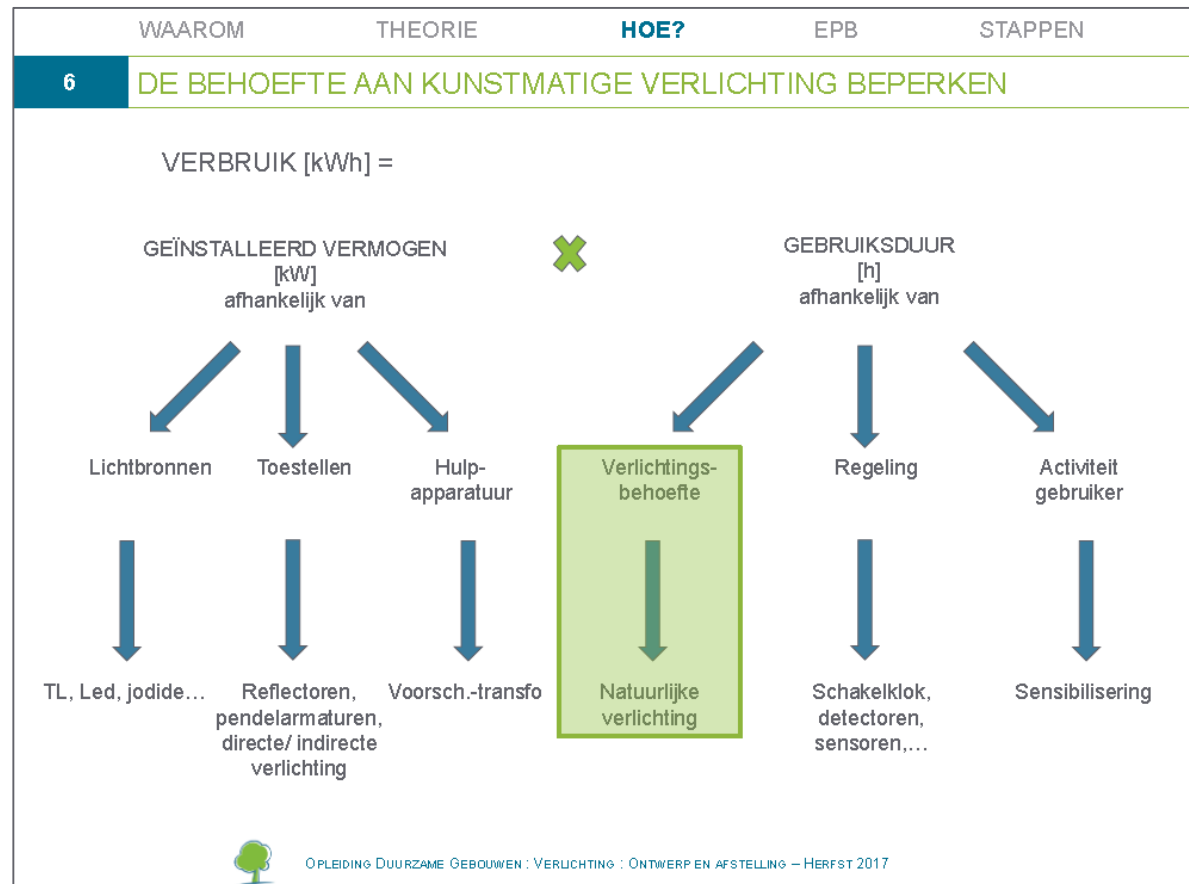 WAAROM THEORIE HOE? EPB STAPPEN
6 DE BEHOEFTE AAN KUNSTMATIGE VERLICHTING BEPERKEN
VERBRUIK [kWh] =
GEÏNSTALLEERD VERMOGEN
[kW]
afhankelijk van
GEBRUIKSDUUR
[h]
afhankelijk van
Lichtbronnen
Toestellen
Hulp-
apparatuur
Verlichtings-
behoefte
Regeling
Activiteit
gebruiker
TL, Led, jodide…
Reflectoren,
pendelarmaturen,
directe/ indirecte
verlichting
Voorsch.-transfo
Natuurlijke
verlichting
Schakelklok,
detectoren,
sensoren,…
Sensibilisering
OPLEIDING DUURZAME GEBOUWEN : VERLICHTING : ONTWERP EN AFSTELLING – HERFST 2017